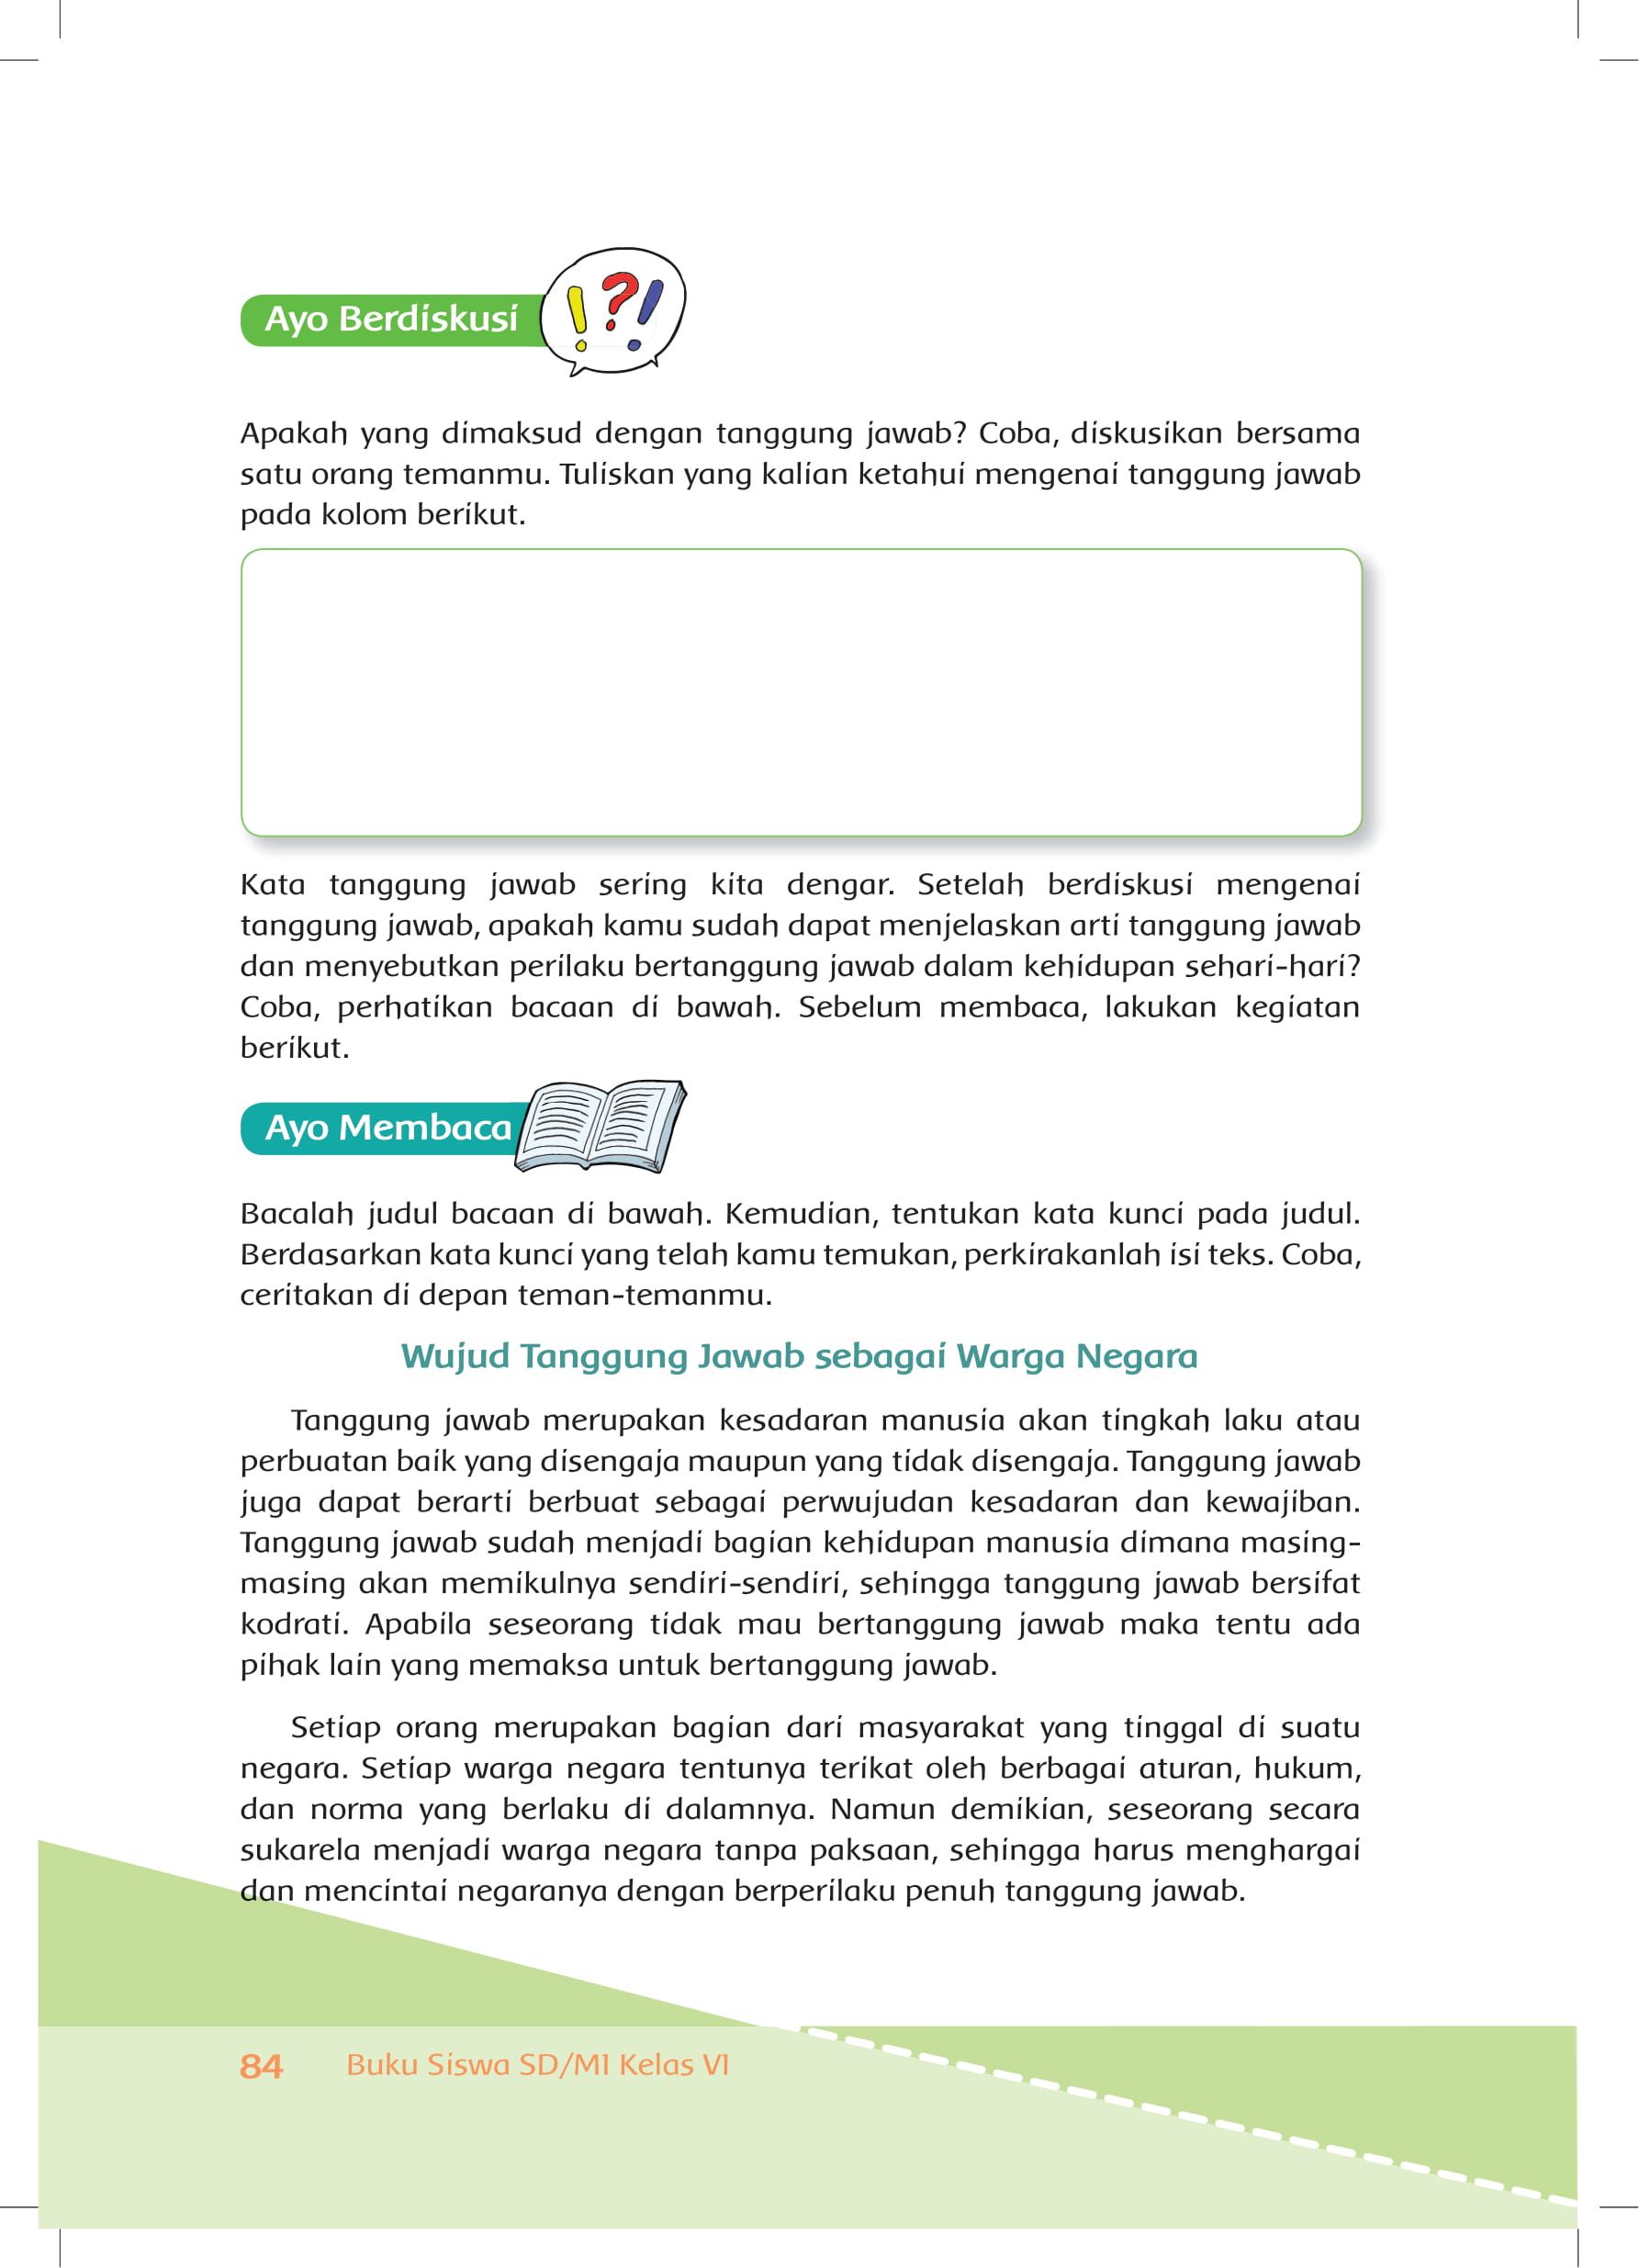 Ayo Berdiskusi
! ? !
Apakah yang dimaksud dengan tanggung jawab? Coba, diskusikan bersama
satu orang temanmu. Tuliskan yang kalian ketahui mengenai tanggung jawab
pada kolom berikut.
Kata tanggung jawab sering kita dengar. Setelah berdiskusi mengenai
tanggung jawab, apakah kamu sudah dapat menjelaskan arti tanggung jawab
dan menyebutkan perilaku bertanggung jawab dalam kehidupan sehari-hari?
Coba, perhatikan bacaan di bawah. Sebelum membaca, lakukan kegiatan
berikut.
Ayo Membaca
Bacalah judul bacaan di bawah. Kemudian, tentukan kata kunci pada judul.
Berdasarkan kata kunci yang telah kamu temukan, perkirakanlah isi teks. Coba,
ceritakan di depan teman-temanmu.
Wujud Tanggung Jawab sebagai Warga Negara
Tanggung jawab merupakan kesadaran manusia akan tingkah laku atau
perbuatan baik yang disengaja maupun yang tidak disengaja. Tanggung jawab
juga dapat berarti berbuat sebagai perwujudan kesadaran dan kewajiban.
Tanggung jawab sudah menjadi bagian kehidupan manusia dimana masing-
masing akan memikulnya sendiri-sendiri, sehingga tanggung jawab bersifat
kodrati. Apabila seseorang tidak mau bertanggung jawab maka tentu ada
pihak lain yang memaksa untuk bertanggung jawab.
Setiap orang merupakan bagian dari masyarakat yang tinggal di suatu
negara. Setiap warga negara tentunya terikat oleh berbagai aturan, hukum,
dan norma yang berlaku di dalamnya. Namun demikian, seseorang secara
sukarela menjadi warga negara tanpa paksaan, sehingga harus menghargai
dan mencintai negaranya dengan berperilaku penuh tanggung jawab.
84 Buku Siswa SD/MI Kelas VI